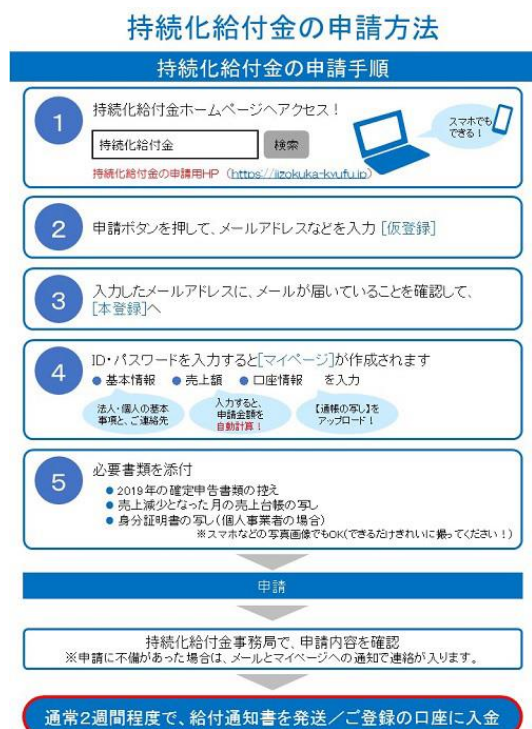 持続化給付金の申請方法
持続化給付金の申請手順
1
持続化給付金ホームページへアクセス！
持続化給付金
検索
スマホでも
できる！
持続化給付金の申請用HP（https://jizokuka-kyufu.jp）
2
申請ボタンを押して、メールアドレスなどを入力 [仮登録]
3
入力したメールアドレスに、メールが届いていることを確認して、
[本登録]へ
4
ID・パスワードを入力すると[マイページ]が作成されます
● 基本情報 ● 売上額 ● 口座情報 を入力
法人・個人の基本
事項と、ご連絡先
入力すると、
申請金額を
自動計算！
【通帳の写し】を
アップロード！
5
必要書類を添付
● 2019年の確定申告書類の控え
● 売上減少となった月の売上台帳の写し
● 身分証明書の写し(個人事業者の場合)
※スマホなどの写真画像でもOK(できるだけきれいに撮ってください！)
申請
持続化給付金事務局で、申請内容を確認
※申請に不備があった場合は、メールとマイページへの通知で連絡が入ります。
通常2週間程度で、給付通知書を発送／ご登録の口座に入金